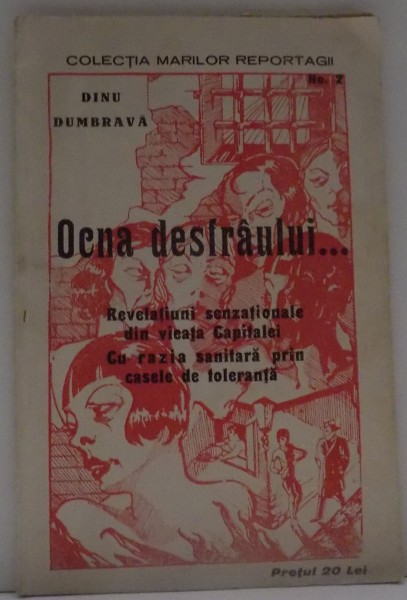 COLECȚIA MARILOR REPORTAGII
No. 2
DINU
DUMBRAVĂ
Ocna desfrâului...
Revelațiuni senzaționale
din vieața Capitalei
Cu razia sanitară prin
casele de toleranță
Prețul 20 Lei